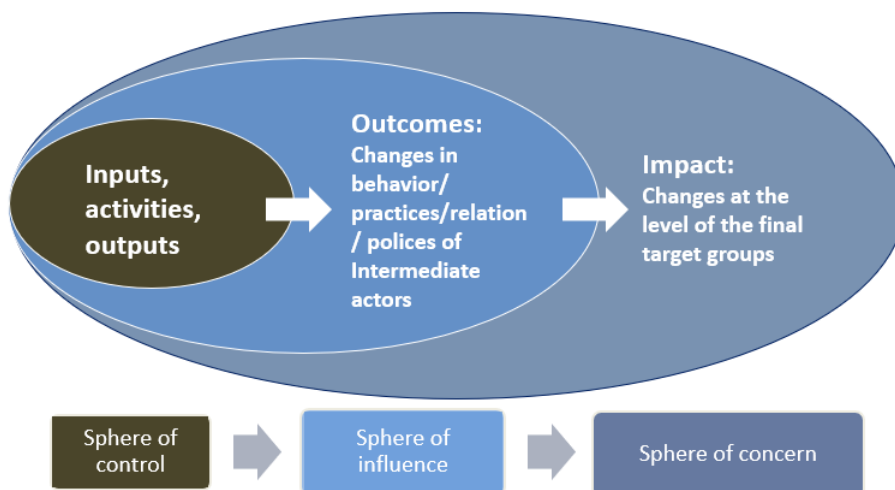 Inputs,
activities,
outputs
Outcomes:
Changes in
behavior/
practices/relation
/ polices of
Intermediate
actors
Impact:
Changes at the
level of the final
target groups
Sphere of
control
Sphere of
influence
Sphere of concern